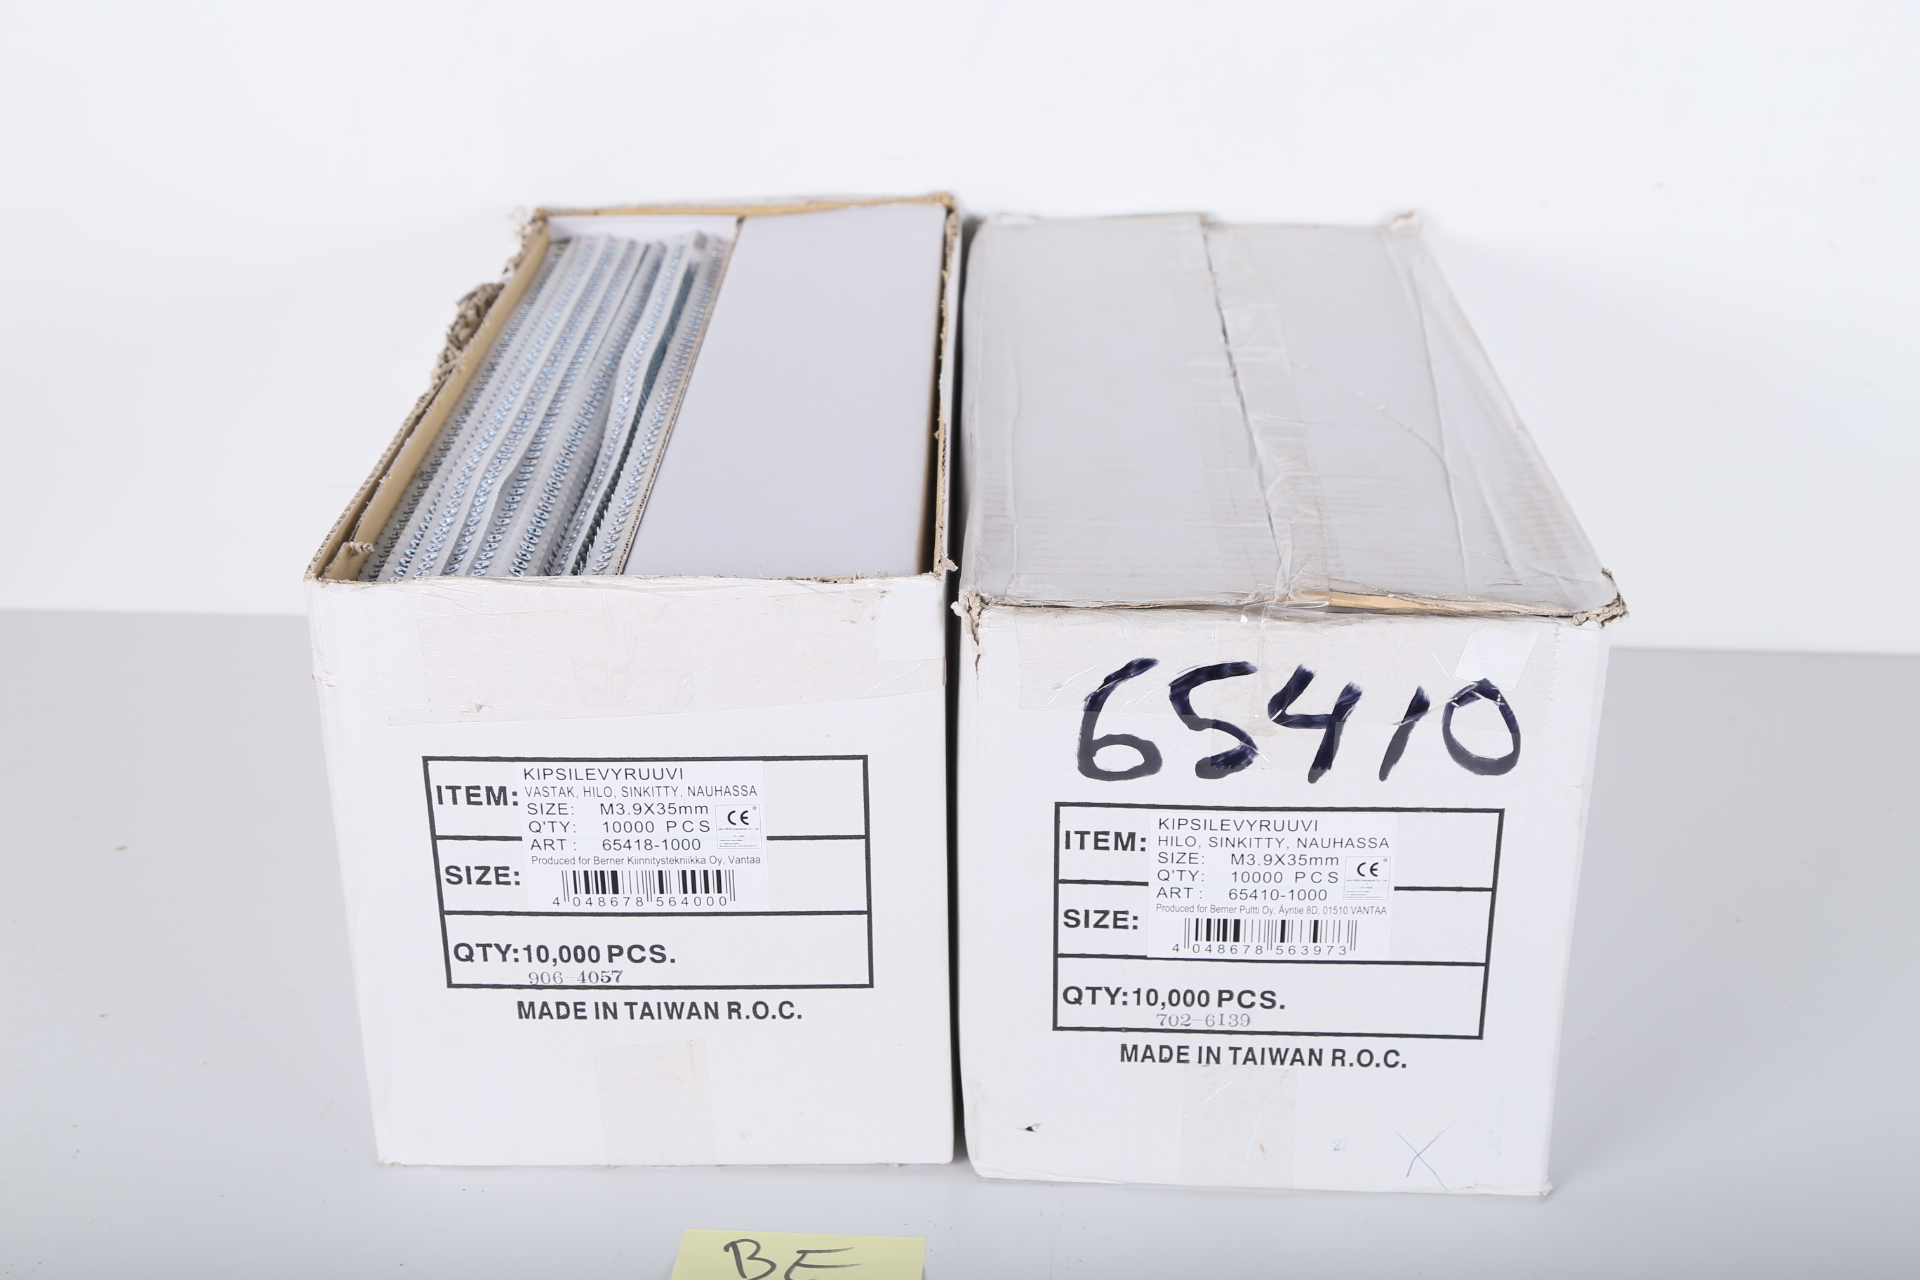 ITEM:
KIPSILEVYRUUVI
VASTAK, HILO, SINKITTY, NAUHASSA
SIZE: M3.9X35mm
Q'TY: 10000 PCS
CE
ART: 65418-1000
Produced for Berner Kiinnitystekniikka Oy, Vantaa
SIZE:
4 048678 564000
QTY:10,000 PCS.
906-4057
MADE IN TAIWAN R.O.C.
65410
ITEM:
KIPSILEVYRUUVI
HILO, SINKITTY, NAUHASSA
SIZE: M3.9X35mm
Q'TY: 10000 PCS
CE
ART: 65410-1000
Produced for Berner Pultti Oy, Äyritie 8D, 01510 VANTAA
SIZE:
4 048678 563973
QTY:10,000 PCS.
702-6139
MADE IN TAIWAN R.O.C.
X
BE